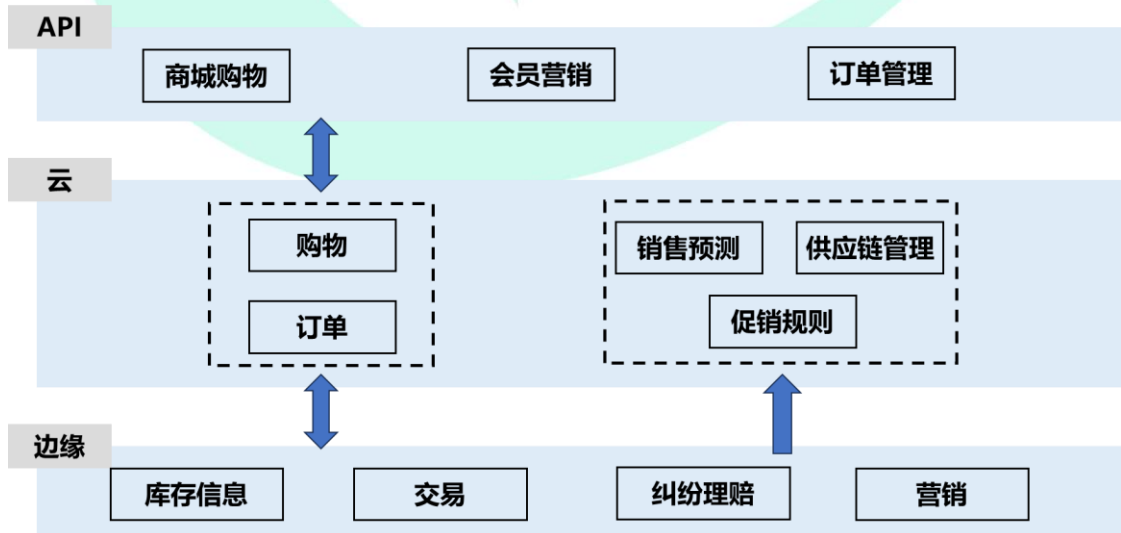 API
商城购物
会员营销
订单管理
云
购物
订单
销售预测
供应链管理
促销规则
边缘
库存信息
交易
纠纷理赔
营销